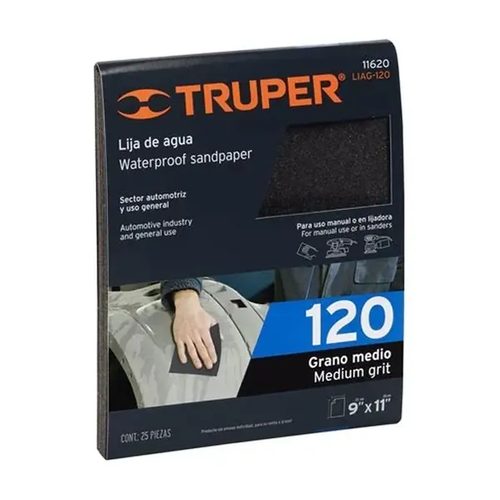 11620
LIAG-120
TRUPER®
Lija de agua
Waterproof sandpaper
Sector automotriz
y uso general
Automotive industry
and general use
Para uso manual o en lijadora
For manual use or in sanders
120
Grano medio
Medium grit
9" x 11"
CONT: 25 PIEZAS